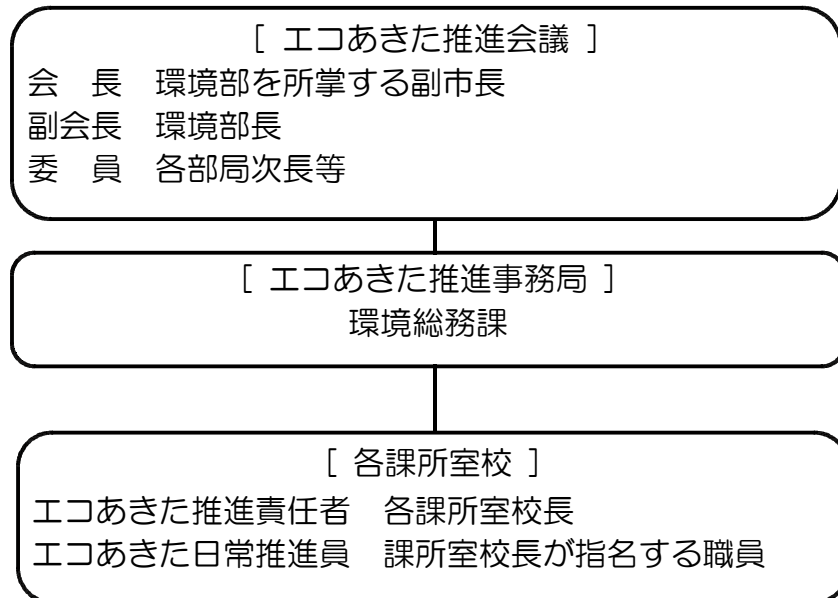 [ エコあきた推進会議 ]
会　長　環境部を所掌する副市長
副会長　環境部長
委　員　各部局次長等
[ エコあきた推進事務局 ]
環境総務課
[ 各課所室校 ]
エコあきた推進責任者　各課所室校長
エコあきた日常推進員　課所室校長が指名する職員